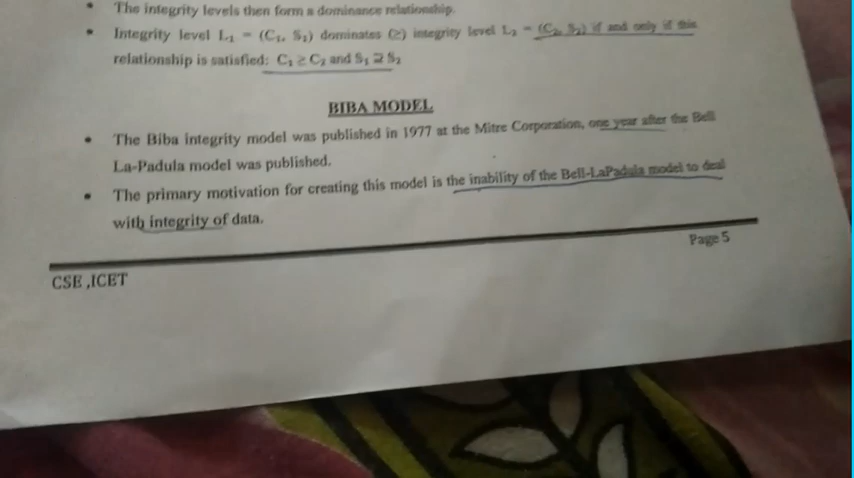 • The integrity levels then form a dominance relationship.
• Integrity level L₁ = (C₁, S₁) dominates (≥) integrity level L₂ = (C₂, S₂) if and only if this
relationship is satisfied: C₁ ≥ C₂ and S₁ ⊇ S₂
BIBA MODEL
• The Biba integrity model was published in 1977 at the Mitre Corporation, one year after the Bell
La-Padula model was published.
• The primary motivation for creating this model is the inability of the Bell-LaPadula model to deal
with integrity of data.
Page 5
CSE ,ICET